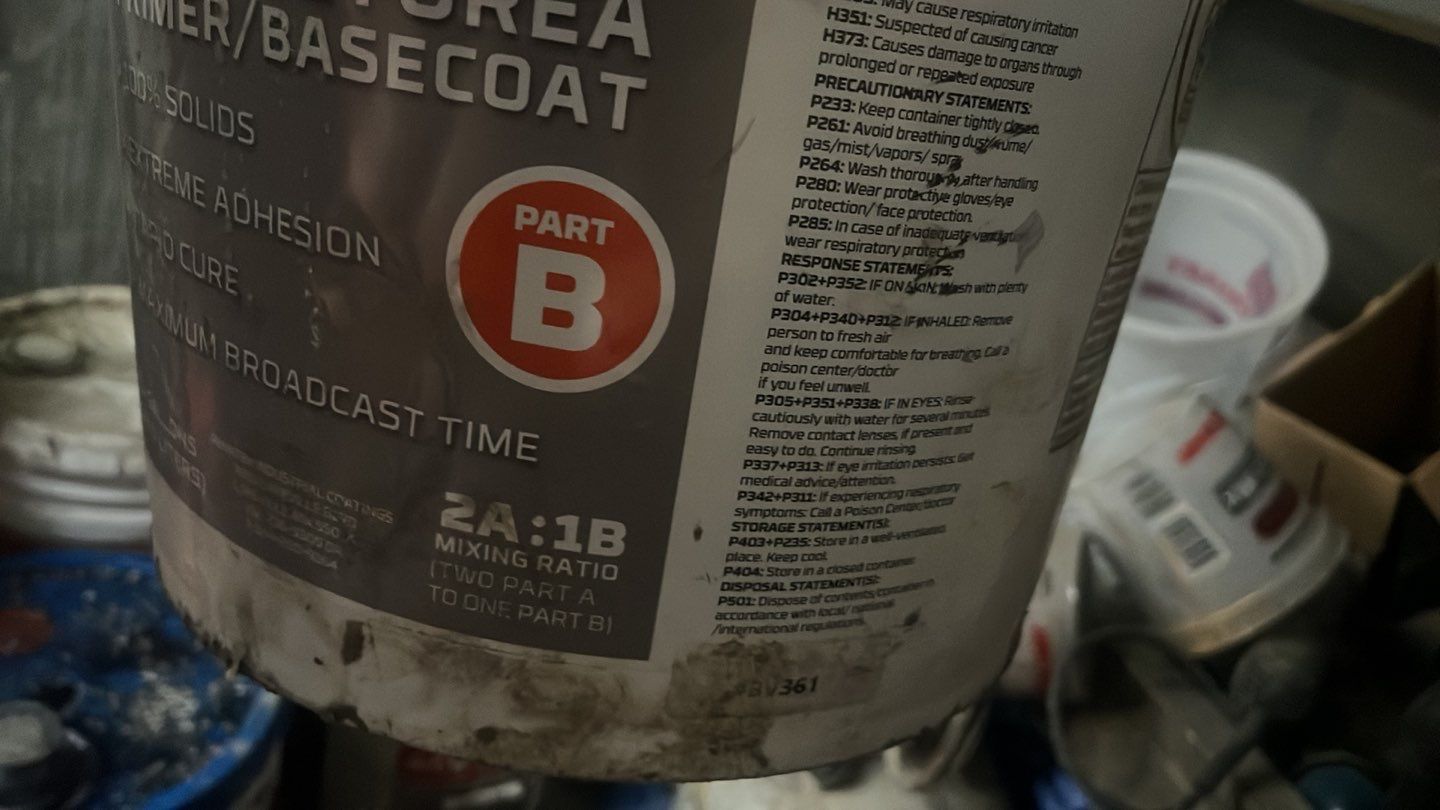 PRIMER/BASECOAT
100% SOLIDS
EXTREME ADHESION
RAPID CURE
MAXIMUM BROADCAST TIME
PART
B
INDUSTRIAL COATINGS
2A:1B
MIXING RATIO
(TWO PART A
TO ONE PART B)
May cause respiratory irritation
H351: Suspected of causing cancer
H373: Causes damage to organs through
prolonged or repeated exposure
PRECAUTIONARY STATEMENTS:
P233: Keep container tightly closed.
P261: Avoid breathing dust/fume/
gas/mist/vapors/ spray
P264: Wash thoroughly after handling
P280: Wear protective gloves/eye
protection/ face protection.
P285: In case of inadequate ventilation
wear respiratory protection
RESPONSE STATEMENTS:
P302+P352: IF ON SKIN: Wash with plenty
of water.
P304+P340+P312: IF INHALED: Remove
person to fresh air
and keep comfortable for breathing. Call a
poison center/doctor
if you feel unwell.
P305+P351+P338: IF IN EYES: Rinse
cautiously with water for several minutes.
Remove contact lenses, if present and
easy to do. Continue rinsing.
P337+P313: If eye irritation persists: Get
medical advice/attention.
P342+P311: If experiencing respiratory
symptoms: Call a Poison Center/doctor
STORAGE STATEMENT(S):
P403+P235: Store in a well-ventilated
place. Keep cool.
P404: Store in a closed container.
DISPOSAL STATEMENT(S):
P501: Dispose of contents/container in
accordance with local/ national
/international regulations.
361